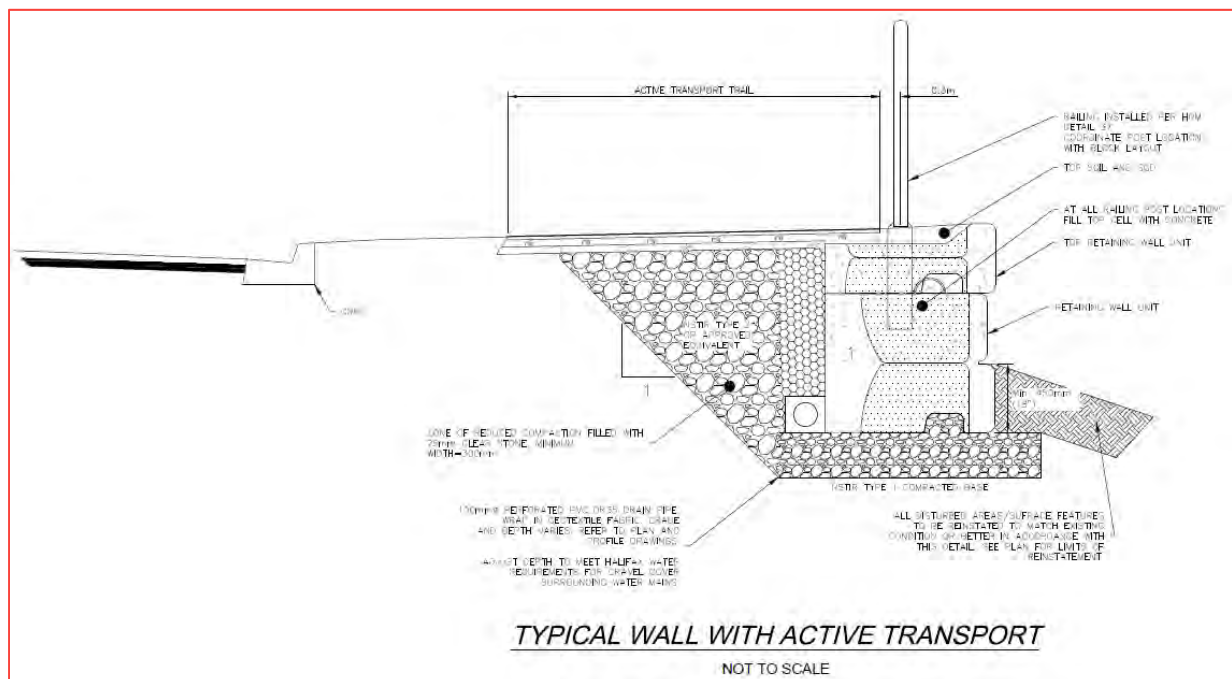 ACTIVE TRANSPORT TRAIL
0.3m
RAILING INSTALLED PER HRM
DETAIL
COORDINATE POST LOCATION
WITH BLOCK LAYOUT
TOP SOIL AND SOD
AT ALL RAILING POST LOCATIONS
FILL TOP CELL WITH CONCRETE
TOP RETAINING WALL UNIT
RETAINING WALL UNIT
NSTIR TYPE 2
OR APPROVED
EQUIVALENT
1
1
Min. 450mm
(18")
ZONE OF REDUCED COMPACTION FILLED WITH
25mm CLEAR STONE, MINIMUM
WIDTH=300mm
NSTIR TYPE 1 COMPACTED BASE
PERFORATED PVC DR35 DRAIN PIPE
WRAP IN GEOTEXTILE FABRIC.
AND DEPTH VARIES REFER TO PLAN AND
PROFILE DRAWINGS
ADJUST DEPTH TO MEET HALIFAX WATER
REQUIREMENTS FOR GRAVEL COVER
SURROUNDING WATER MAINS
ALL DISTURBED AREAS/SUFRACE FEATURES
TO BE REINSTATED TO MATCH EXISTING
CONDITION OR BETTER IN ACCORDANCE WITH
THIS DETAIL. SEE PLAN FOR LIMITS OF
REINSTATEMENT
TYPICAL WALL WITH ACTIVE TRANSPORT
NOT TO SCALE